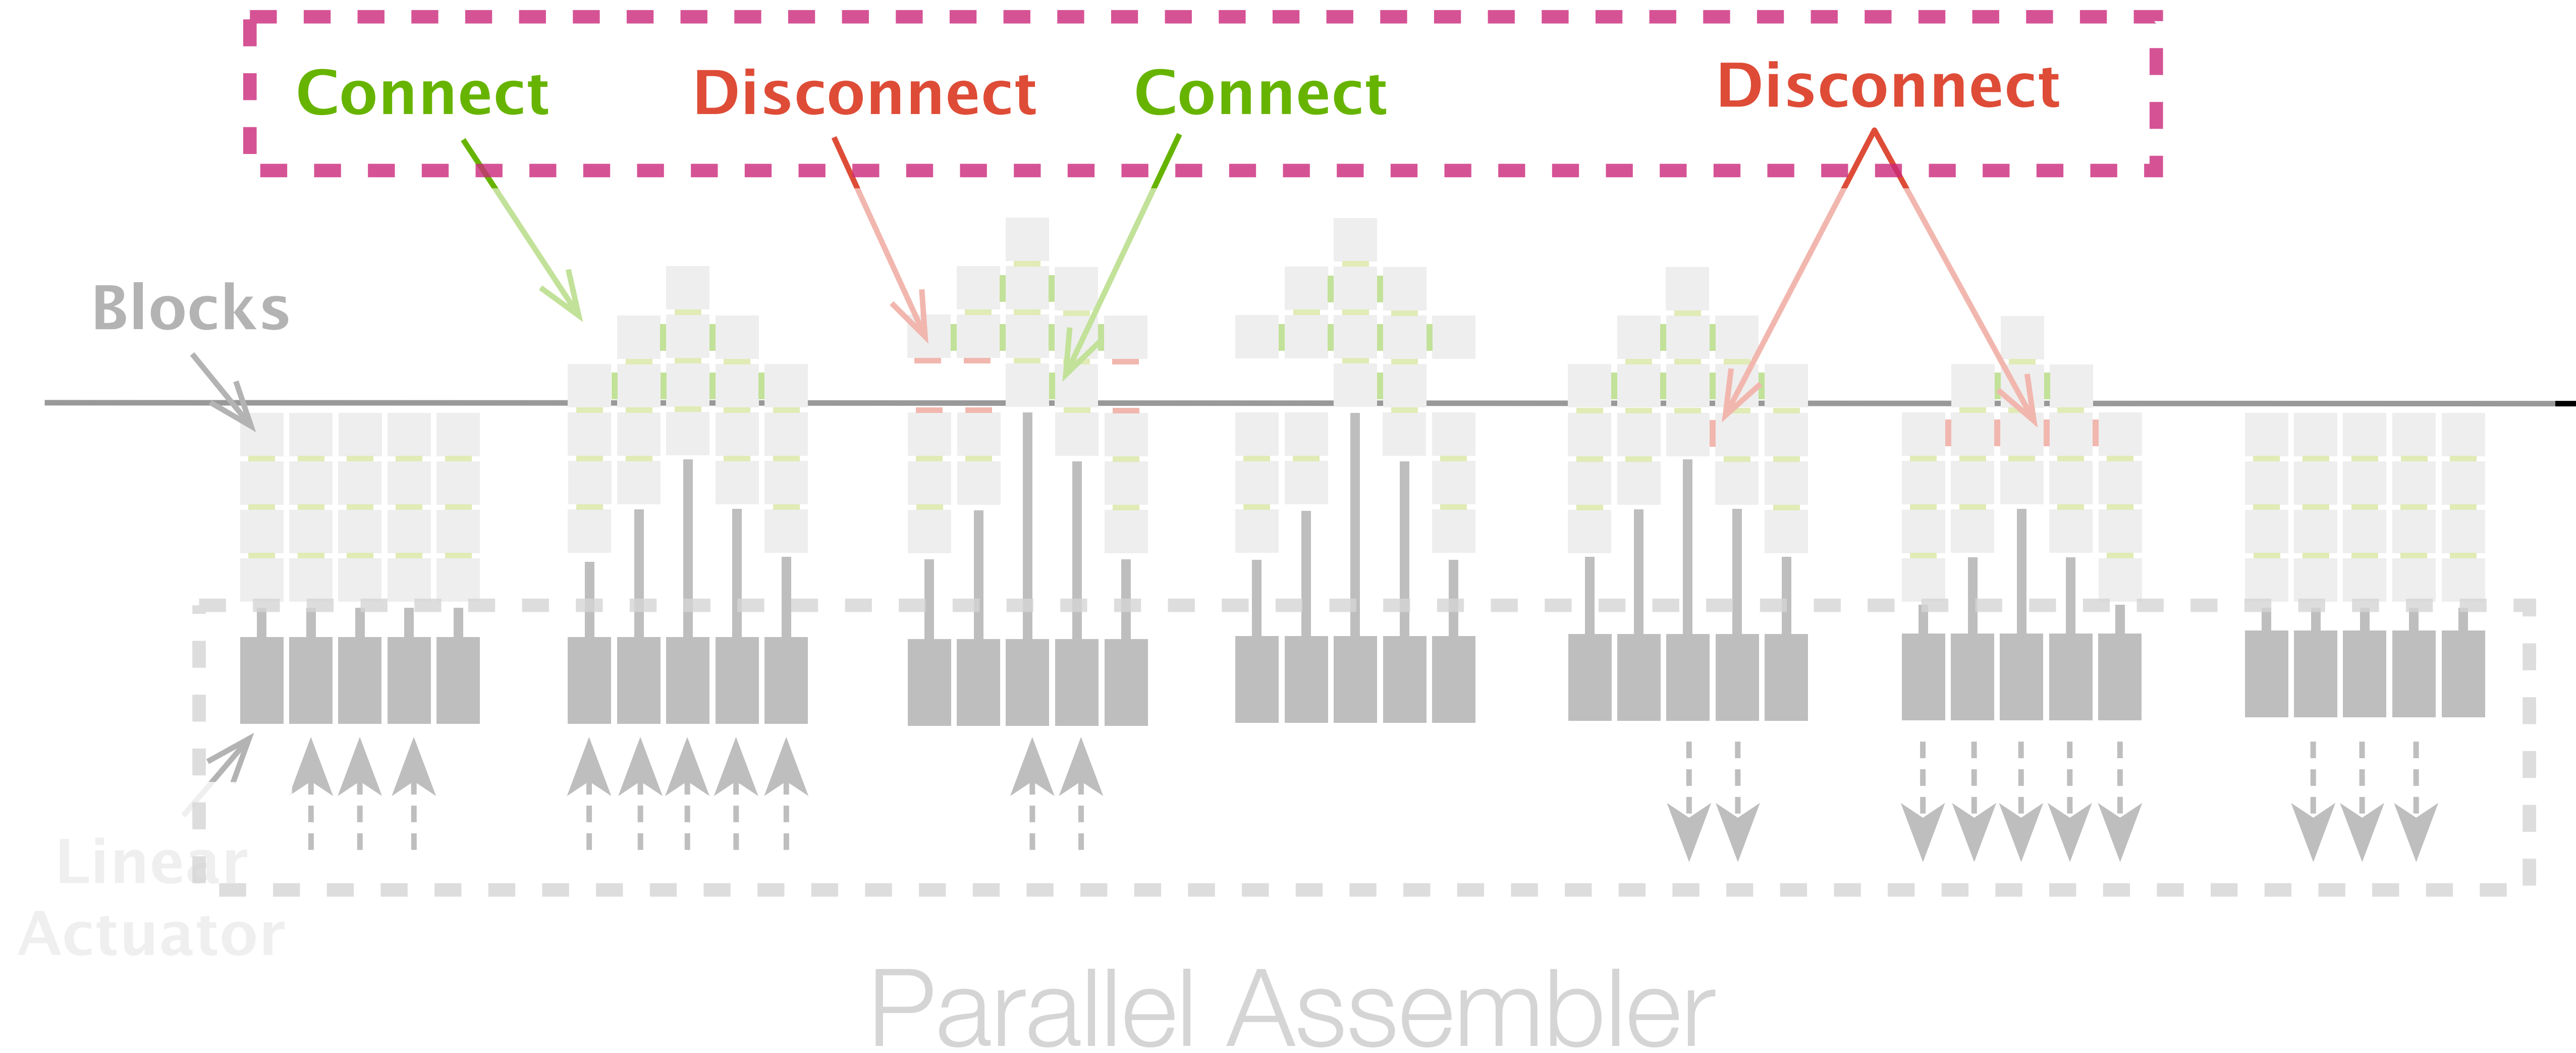 Connect Disconnect Connect Disconnect
Blocks
Linear
Actuator
Parallel Assembler